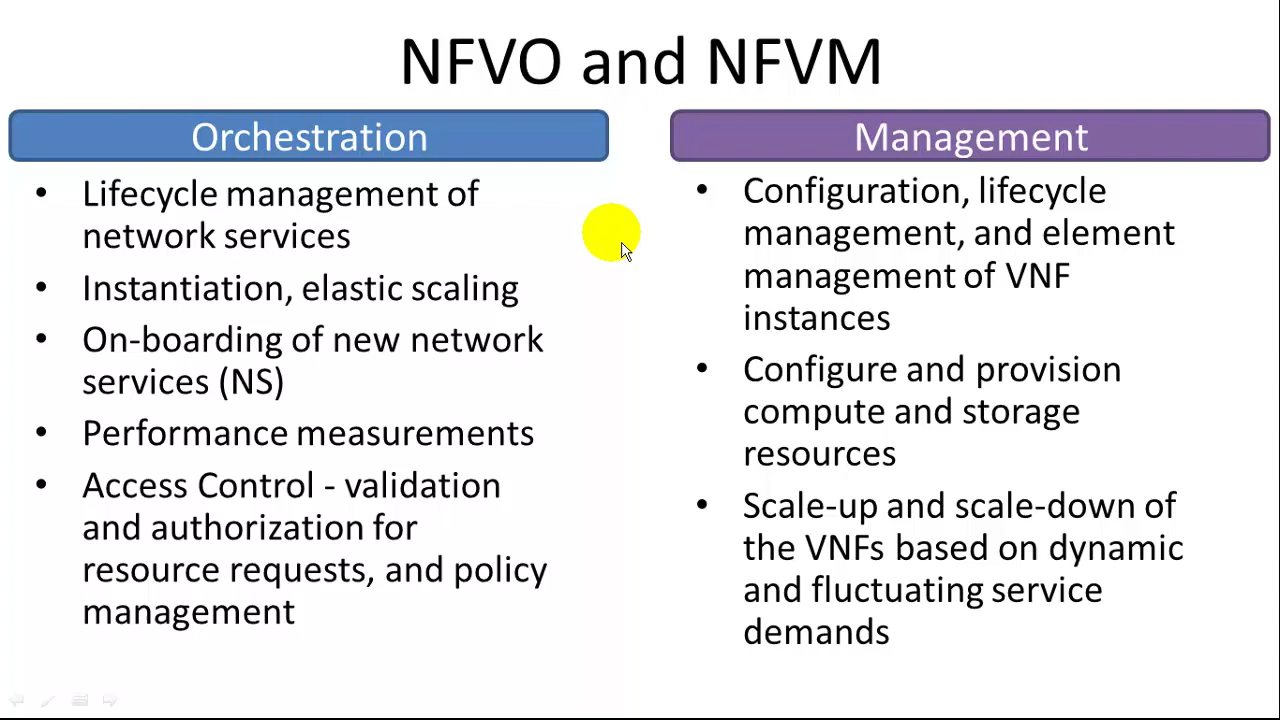 NFVO and NFVM
Orchestration
• Lifecycle management of
network services
• Instantiation, elastic scaling
• On-boarding of new network
services (NS)
• Performance measurements
• Access Control - validation
and authorization for
resource requests, and policy
management
Management
• Configuration, lifecycle
management, and element
management of VNF
instances
• Configure and provision
compute and storage
resources
• Scale-up and scale-down of
the VNFs based on dynamic
and fluctuating service
demands